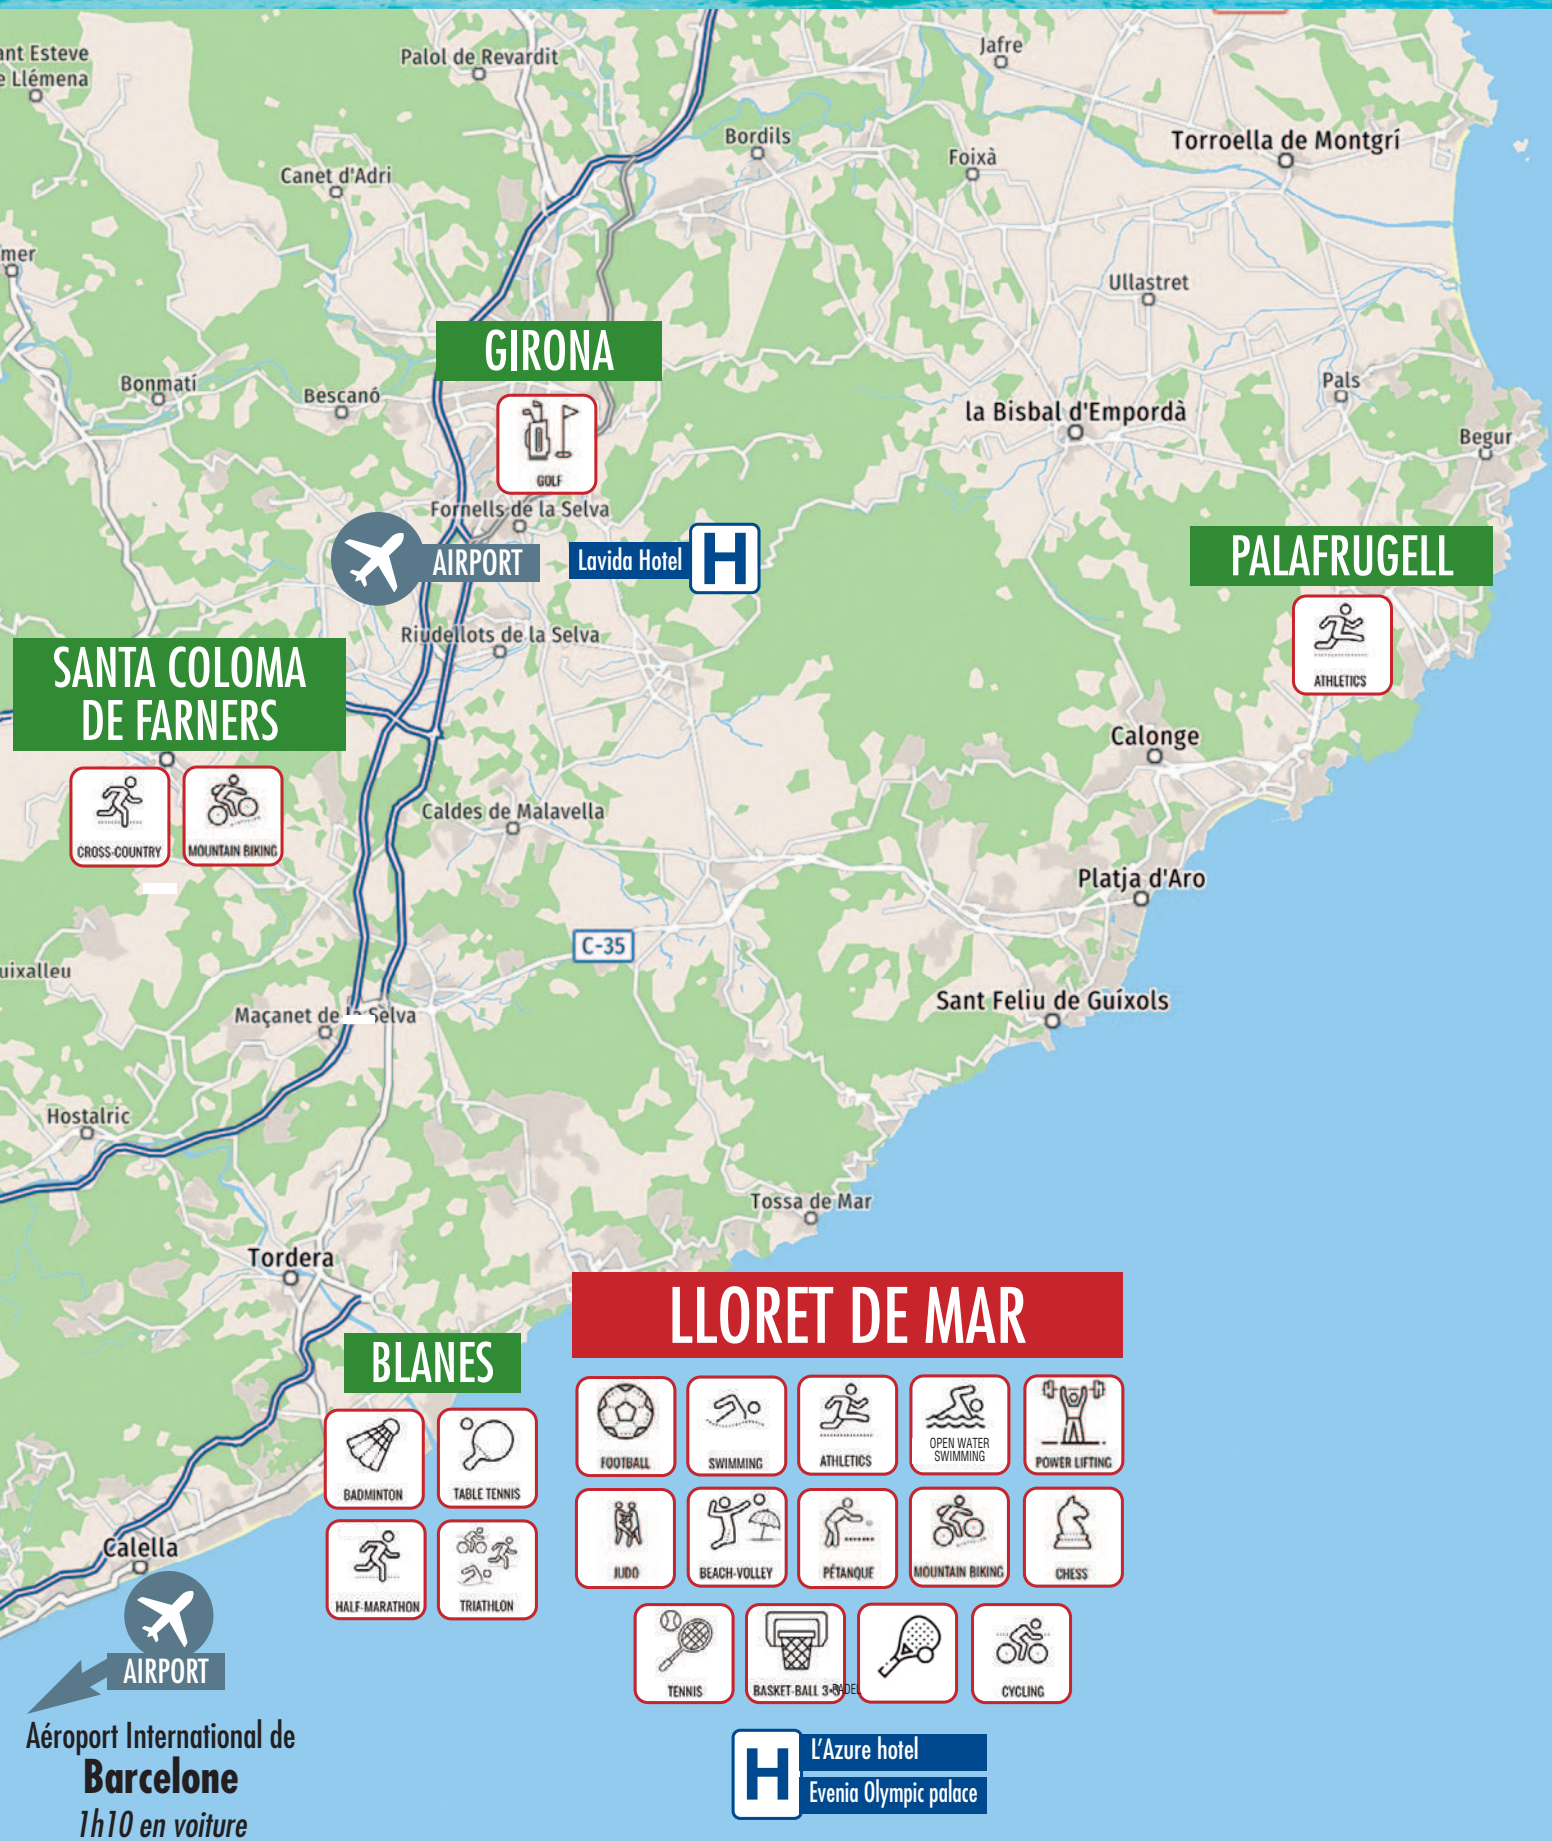 ant Esteve
e Llémena
Palol de Revardit
Jafre
Bordils
Torroella de Montgrí
Foixà
Canet d'Adri
mer
Ullastret
GIRONA
Bonmatí
Bescanó
Pals
la Bisbal d'Empordà
Begur
GOLF
Fornells de la Selva
AIRPORT
Lavida Hotel H
PALAFRUGELL
Riudellots de la Selva
SANTA COLOMA
DE FARNERS
ATHLETICS
Calonge
CROSS-COUNTRY
MOUNTAIN BIKING
Caldes de Malavella
Platja d'Aro
C-35
uixalleu
Sant Feliu de Guíxols
Maçanet de la Selva
Hostalric
Tossa de Mar
Tordera
LLORET DE MAR
BLANES
BADMINTON
TABLE TENNIS
HALF-MARATHON
TRIATHLON
FOOTBALL
SWIMMING
ATHLETICS
OPEN WATER
SWIMMING
POWER LIFTING
JUDO
BEACH-VOLLEY
PÉTANQUE
MOUNTAIN BIKING
CHESS
TENNIS
BASKET-BALL 3×3
PADEL
CYCLING
Calella
AIRPORT
Aéroport International de
Barcelone
1h10 en voiture
H
L'Azure hotel
Evenia Olympic palace